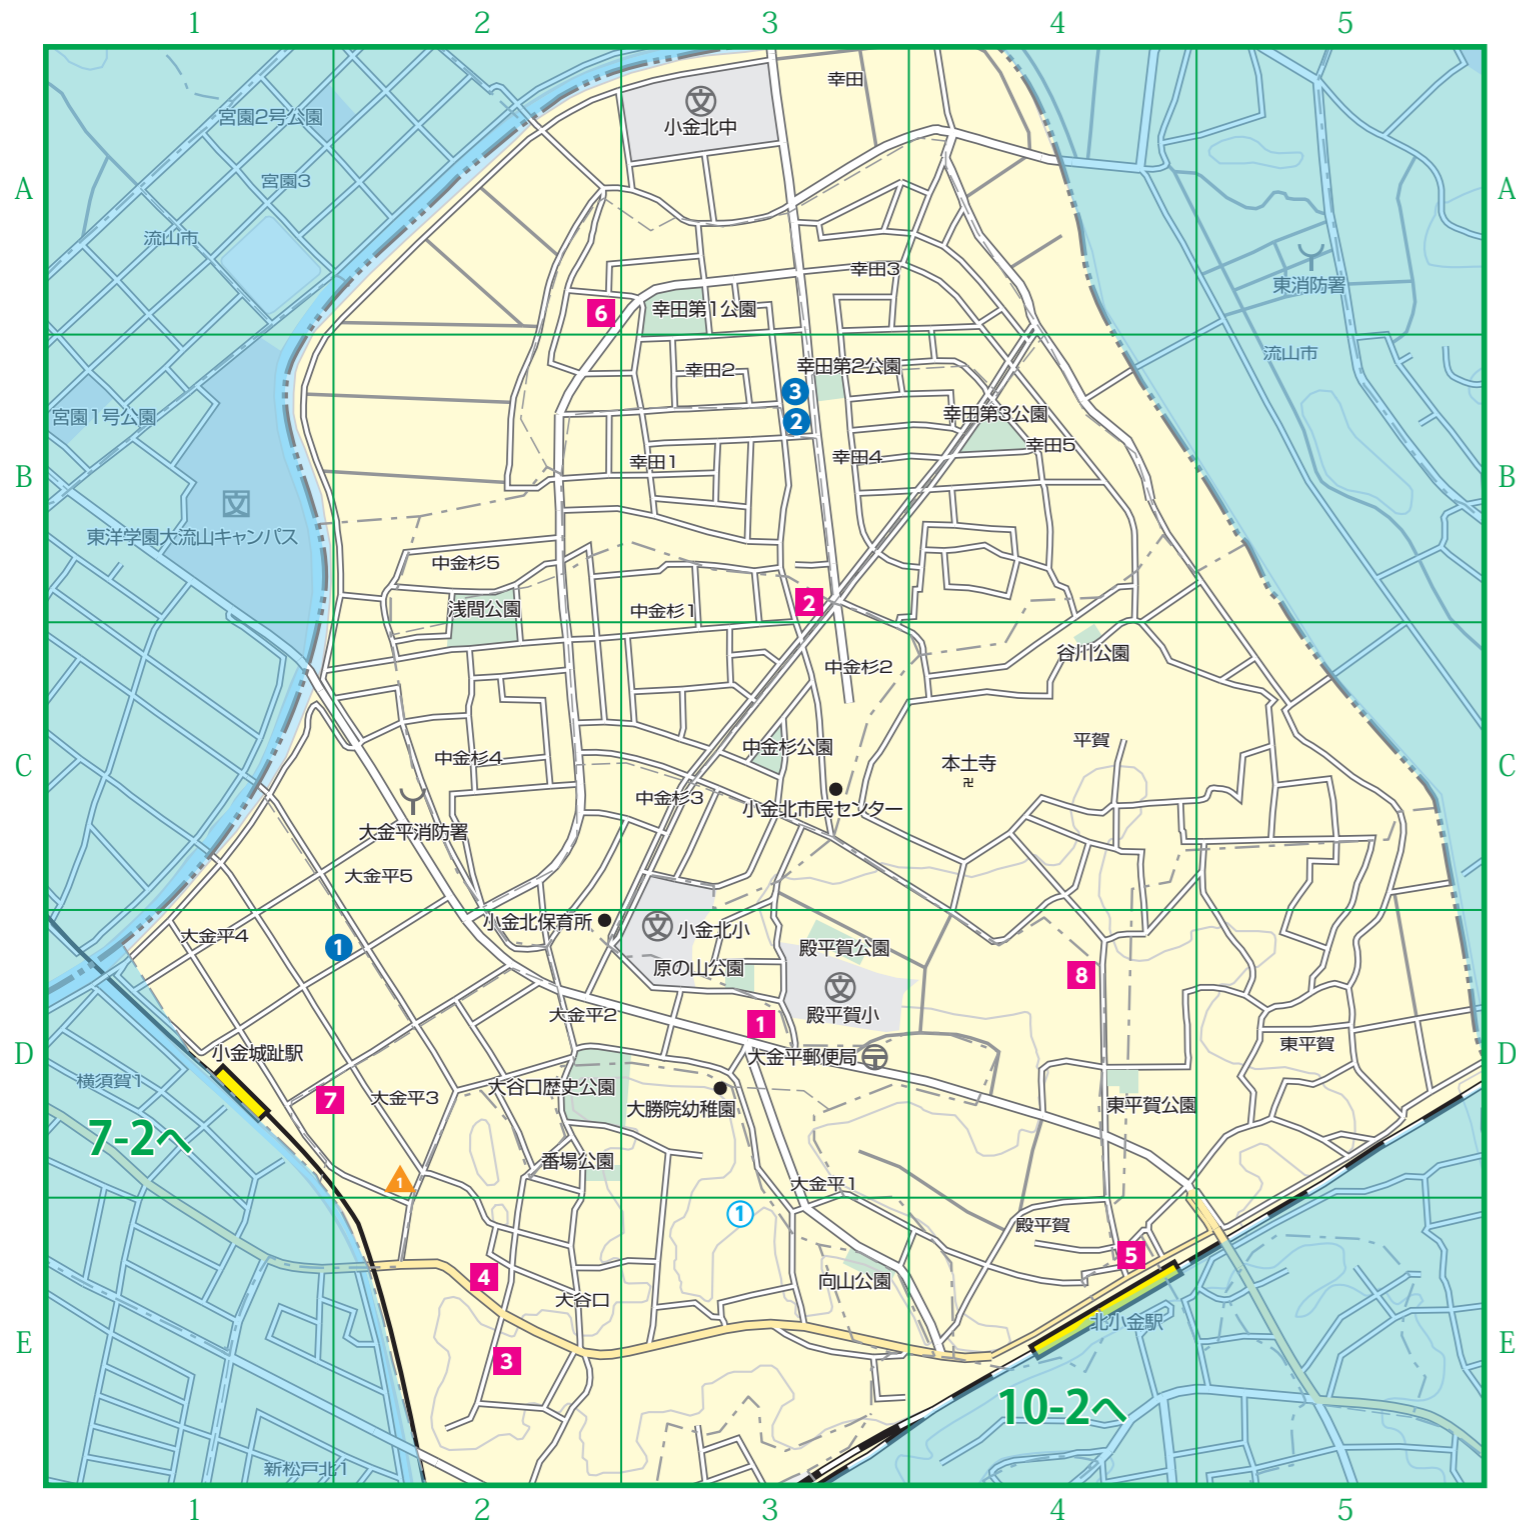 1
2
3
4
5
A
A
B
B
C
C
D
D
E
E
1
2
3
4
5
宮園2号公園
文
小金北中
幸田
宮園3
流山市
幸田3
東消防署
6
幸田第1公園
流山市
幸田2
幸田第2公園
3
2
宮園1号公園
幸田第3公園
幸田5
幸田1
幸田4
文
東洋学園大流山キャンパス
中金杉5
浅間公園
中金杉1
2
谷川公園
中金杉2
中金杉4
中金杉公園
平賀
本土寺
卍
中金杉3
小金北市民センター
大金平消防署
大金平5
小金北保育所
文
小金北小
大金平4
1
殿平賀公園
原の山公園
8
文
殿平賀小
大金平2
1
小金城趾駅
大金平郵便局
〒
東平賀
横須賀1
7
大金平3
大谷口歴史公園
大勝院幼稚園
東平賀公園
7-2へ
番場公園
1
大金平1
1
殿平賀
5
4
向山公園
大谷口
北小金駅
3
10-2へ
新松戸北1